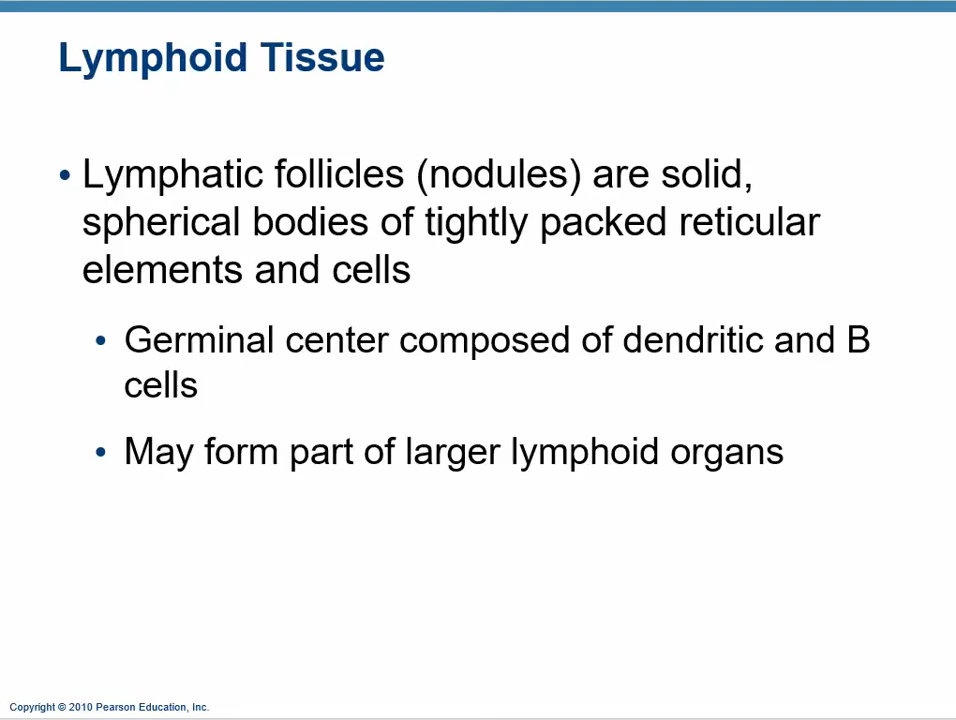 Lymphoid Tissue
• Lymphatic follicles (nodules) are solid,
spherical bodies of tightly packed reticular
elements and cells
• Germinal center composed of dendritic and B
cells
• May form part of larger lymphoid organs
Copyright © 2010 Pearson Education, Inc.